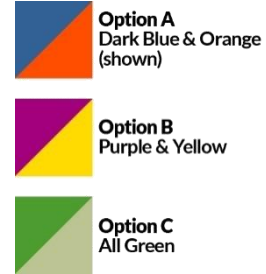 Option A
Dark Blue & Orange
(shown)
Option B
Purple & Yellow
Option C
All Green